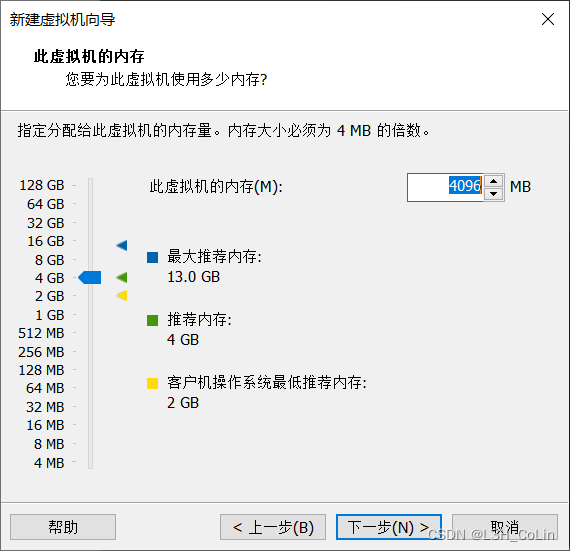 新建虚拟机向导
此虚拟机的内存
您要为此虚拟机使用多少内存?
指定分配给此虚拟机的内存量。内存大小必须为 4 MB 的倍数。
此虚拟机的内存(M):
4096 MB
128 GB
64 GB
32 GB
16 GB
8 GB
4 GB
2 GB
1 GB
512 MB
256 MB
128 MB
64 MB
32 MB
16 MB
8 MB
4 MB
最大推荐内存:
13.0 GB
推荐内存:
4 GB
客户机操作系统最低推荐内存:
2 GB
帮助
< 上一步(B)
下一步(N) >
取消
CSDN @L3H_CoLin